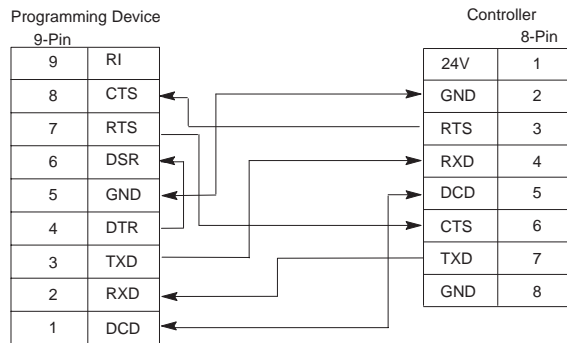 Programming Device
9-Pin
9 RI
8 CTS
7 RTS
6 DSR
5 GND
4 DTR
3 TXD
2 RXD
1 DCD
Controller
8-Pin
24V 1
GND 2
RTS 3
RXD 4
DCD 5
CTS 6
TXD 7
GND 8